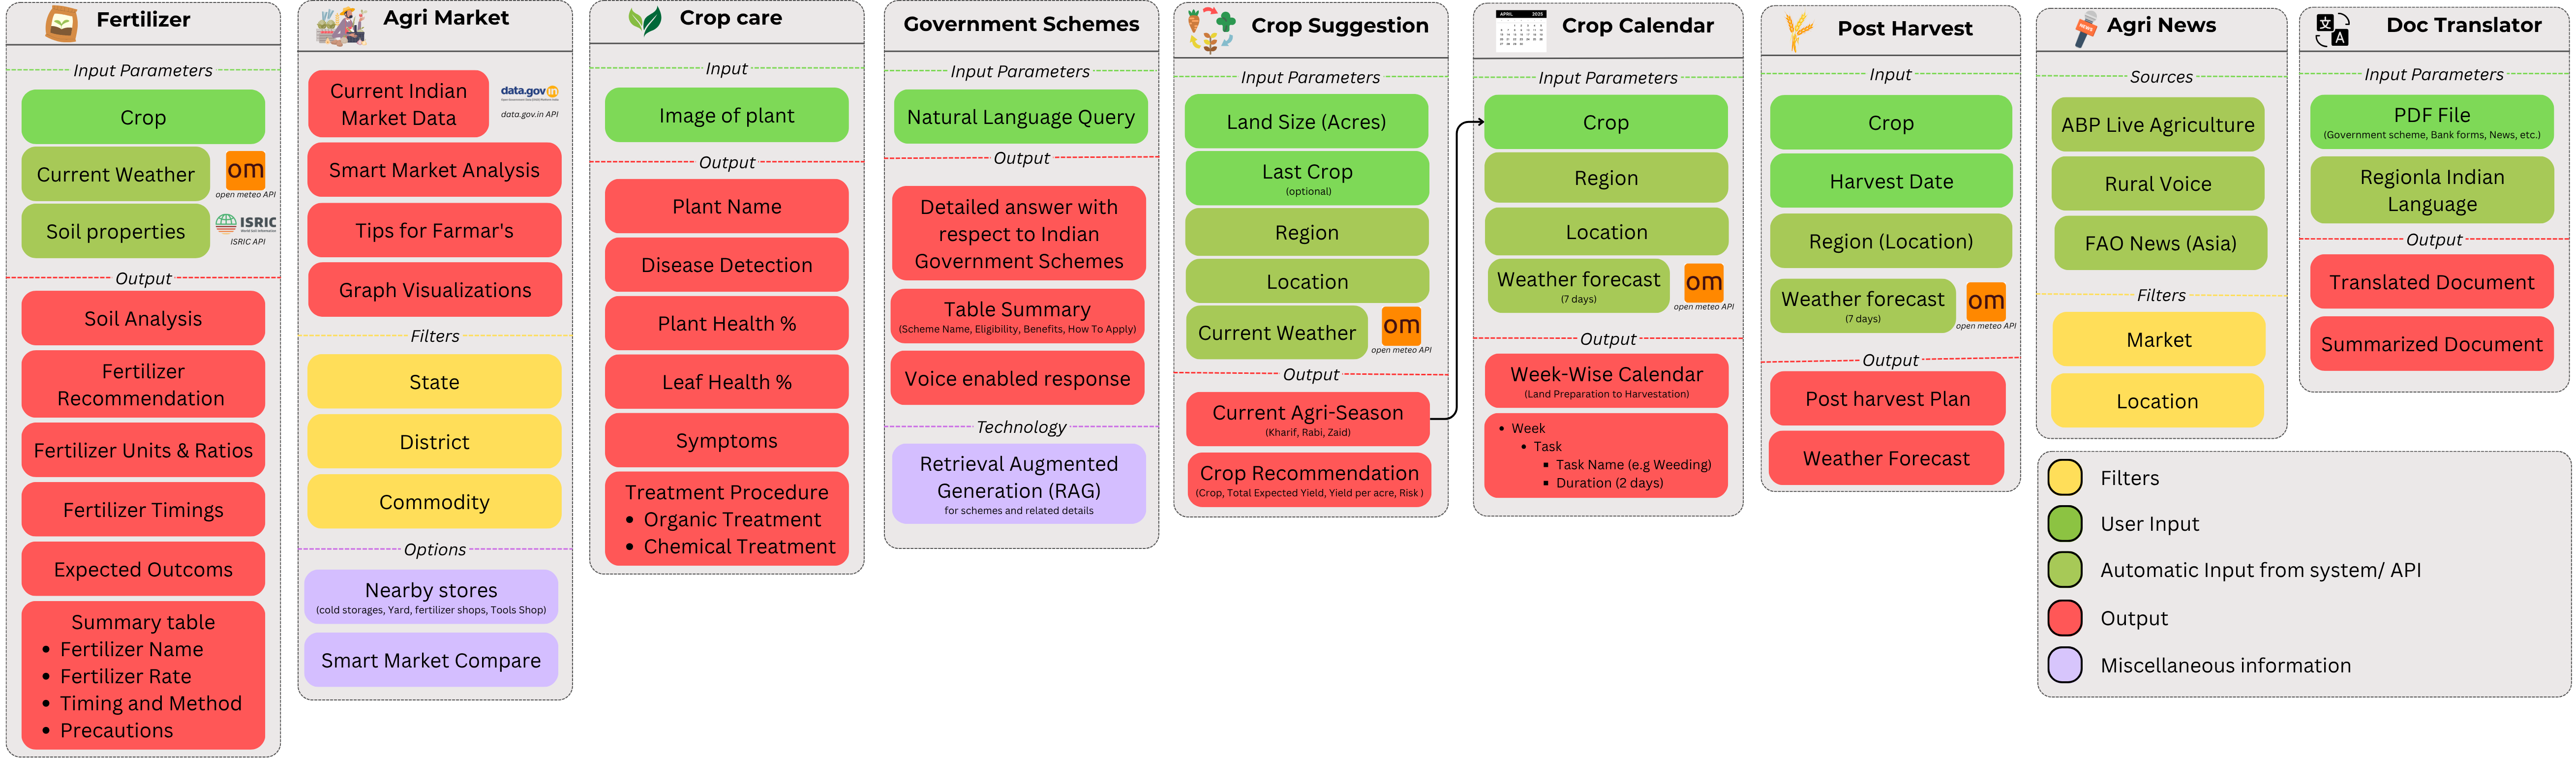 Fertilizer
Input Parameters
Crop
Current Weather
om
open meteo API
Soil properties
ISRIC
World Soil Information
ISRIC API
Output
Soil Analysis
Fertilizer
Recommendation
Fertilizer Units & Ratios
Fertilizer Timings
Expected Outcoms
Summary table
• Fertilizer Name
• Fertilizer Rate
• Timing and Method
• Precautions
Agri Market
Current Indian
Market Data
data.gov.in
data.gov.in API
Smart Market Analysis
Tips for Farmar's
Graph Visualizations
Filters
State
District
Commodity
Options
Nearby stores
(cold storages, Yard, fertilizer shops, Tools Shop)
Smart Market Compare
Crop care
Input
Image of plant
Output
Plant Name
Disease Detection
Plant Health %
Leaf Health %
Symptoms
Treatment Procedure
• Organic Treatment
• Chemical Treatment
Government Schemes
Input Parameters
Natural Language Query
Output
Detailed answer with
respect to Indian
Government Schemes
Table Summary
(Scheme Name, Eligibility, Benefits, How To Apply)
Voice enabled response
Technology
Retrieval Augmented
Generation (RAG)
for schemes and related details
Crop Suggestion
Input Parameters
Land Size (Acres)
Last Crop
(optional)
Region
Location
Current Weather
om
open meteo API
Output
Current Agri-Season
(Kharif, Rabi, Zaid)
Crop Recommendation
(Crop, Total Expected Yield, Yield per acre, Risk )
APRIL 2025
Crop Calendar
Input Parameters
Crop
Region
Location
Weather forecast
(7 days)
om
open meteo API
Output
Week-Wise Calendar
(Land Preparation to Harvestation)
• Week
• Task
▪ Task Name (e.g Weeding)
▪ Duration (2 days)
Post Harvest
Input
Crop
Harvest Date
Region (Location)
Weather forecast
(7 days)
om
open meteo API
Output
Post harvest Plan
Weather Forecast
Agri News
Sources
ABP Live Agriculture
Rural Voice
FAO News (Asia)
Filters
Market
Location
文
A
Doc Translator
Input Parameters
PDF File
(Government scheme, Bank forms, News, etc.)
Regionla Indian
Language
Output
Translated Document
Summarized Document
Filters
User Input
Automatic Input from system/ API
Output
Miscellaneous information